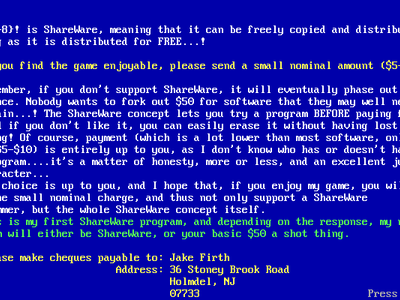 -8)! is ShareWare, meaning that it can be freely copied and distribu
g as it is distributed for FREE...!
you find the game enjoyable, please send a small nominal amount ($5-
ember, if you don't support ShareWare, it will eventually phase out
nce. Nobody wants to fork out $50 for software that they may well ne
ain...! The ShareWare concept lets you try a program BEFORE paying f
d if you don't like it, you can easily erase it without having lost
ng! Of course, payment (which is a lot lower than most software, on
$5-$10) is entirely up to you, as I don't know who has or doesn't ha
ogram....it's a matter of honesty, more or less, and an excellent ju
racter...
choice is up to you, and I hope that, if you enjoy my game, you wil
he small nominal charge, and thus not only support a ShareWare
mmer, but the whole ShareWare concept itself.
is my first ShareWare program, and depending on the response, my n
n will either be ShareWare, or your basic $50 a shot thing.
ase make cheques payable to: Jake Firth
Address: 36 Stoney Brook Road
Holmdel, NJ
07733
Press